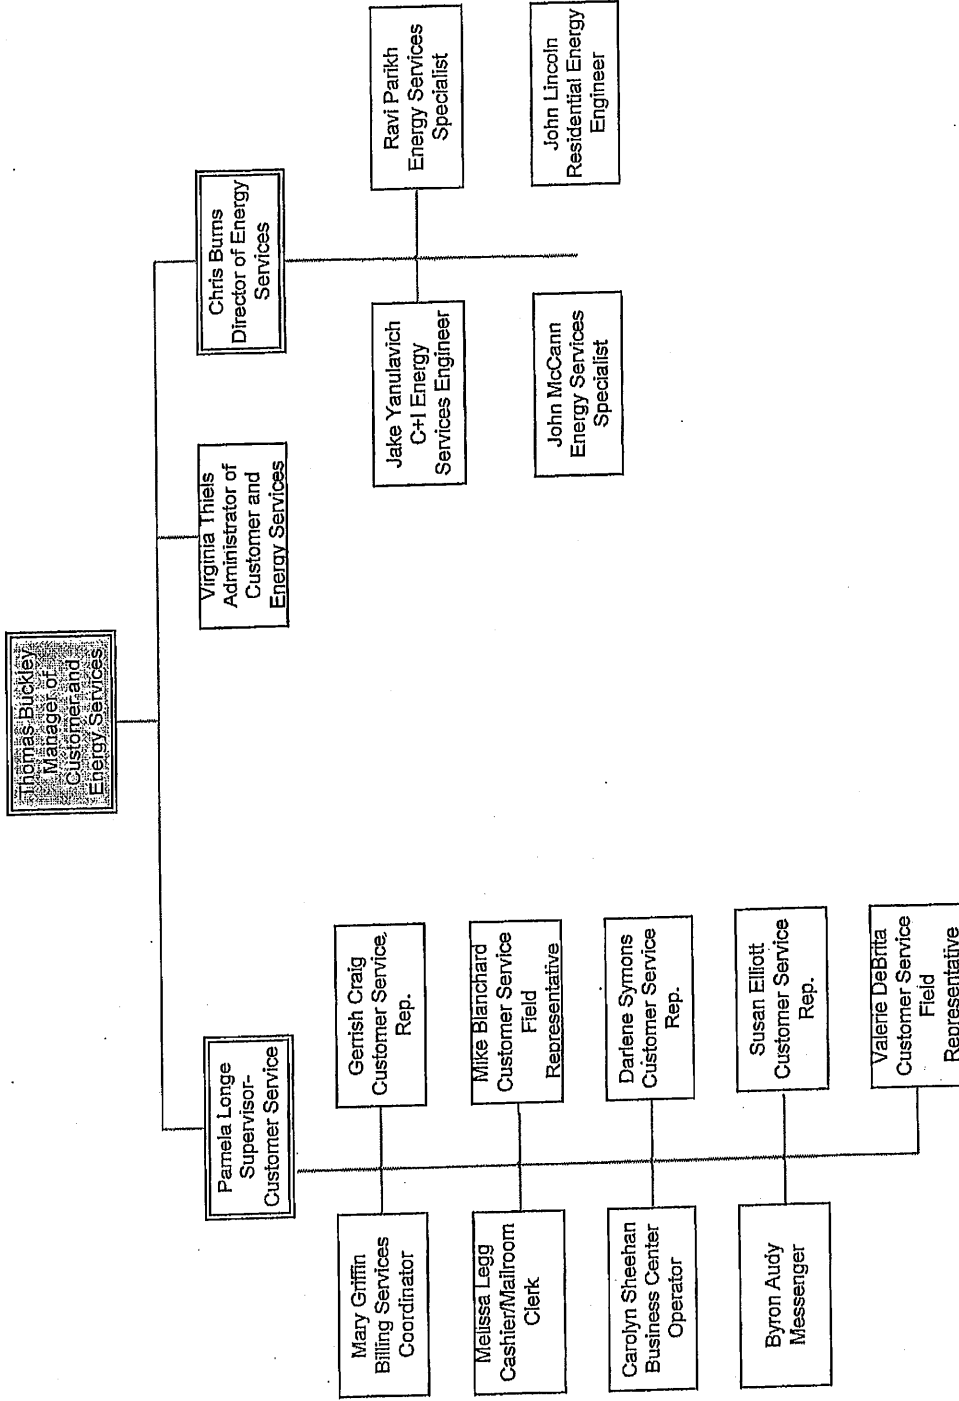 Thomas Buckley
Manager of
Customer and
Energy Services
Pamela Longe
Supervisor-
Customer Service
Virginia Thiels
Administrator of
Customer and
Energy Services
Chris Burns
Director of Energy
Services
Mary Griffin
Billing Services
Coordinator
Gerrish Craig
Customer Service,
Rep.
Melissa Legg
Cashier/Mailroom
Clerk
Mike Blanchard
Customer Service
Field
Representative
Carolyn Sheehan
Business Center
Operator
Darlene Symons
Customer Service
Rep.
Byron Audy
Messenger
Susan Elliott
Customer Service
Rep.
Valerie DeBrita
Customer Service
Field
Representative
Jake Yanulavich
C+I Energy
Services Engineer
Ravi Parikh
Energy Services
Specialist
John McCann
Energy Services
Specialist
John Lincoln
Residential Energy
Engineer